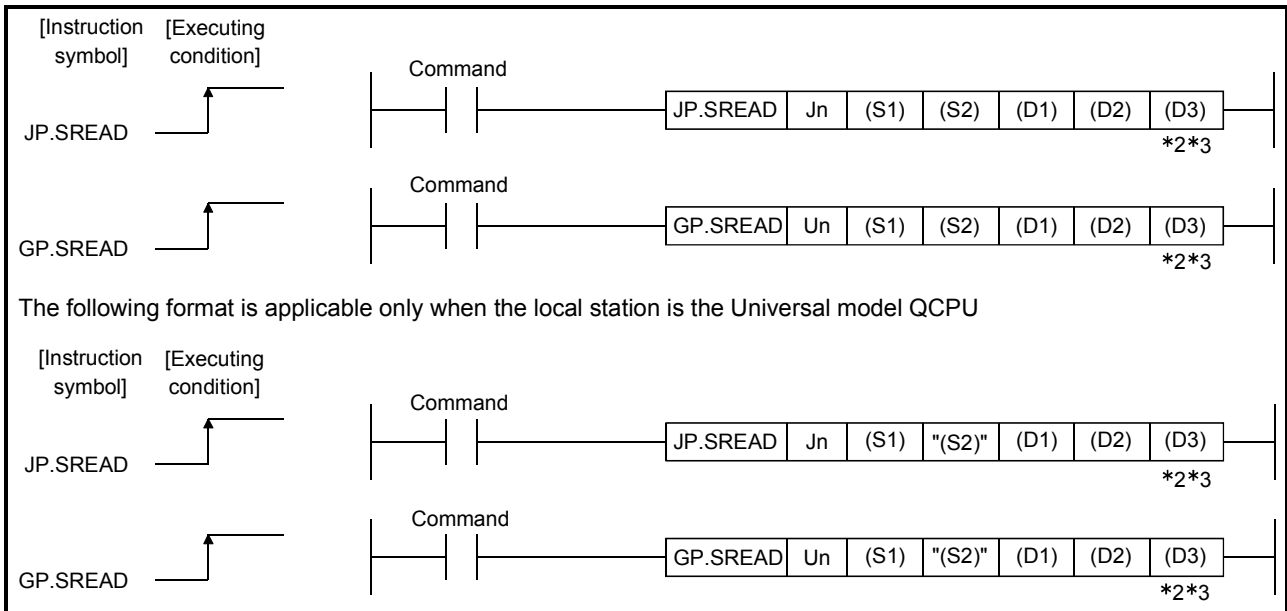 [Instruction symbol] [Executing condition]
Command
JP.SREAD
JP.SREAD Jn (S1) (S2) (D1) (D2) (D3)
*2*3
Command
GP.SREAD
GP.SREAD Un (S1) (S2) (D1) (D2) (D3)
*2*3
The following format is applicable only when the local station is the Universal model QCPU
[Instruction symbol] [Executing condition]
Command
JP.SREAD
JP.SREAD Jn (S1) "(S2)" (D1) (D2) (D3)
*2*3
Command
GP.SREAD
GP.SREAD Un (S1) "(S2)" (D1) (D2) (D3)
*2*3